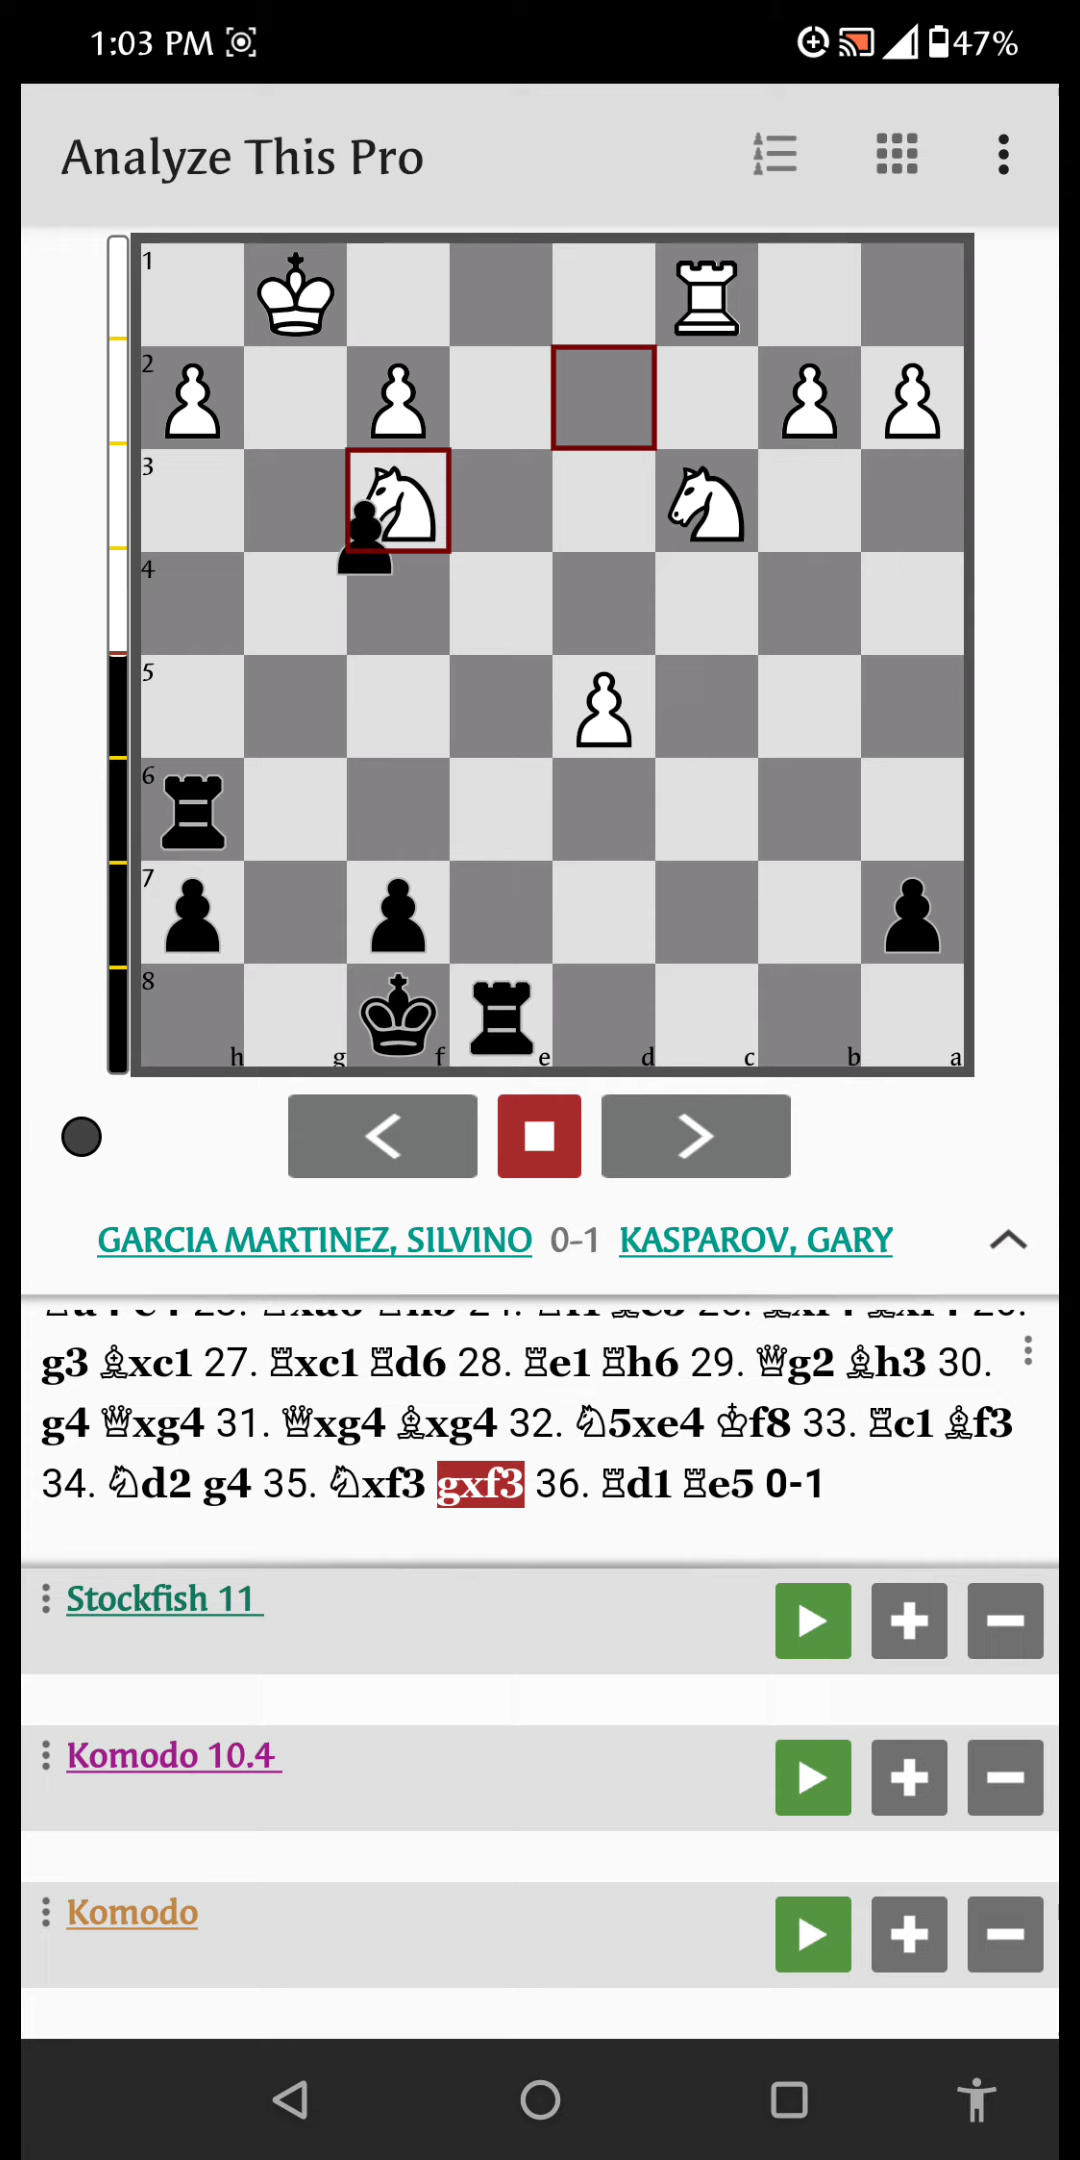 1:03 PM 47%
Analyze This Pro
1
2
3
4
5
6
7
8
h g f e d c b a
GARCIA MARTINEZ, SILVINO 0-1 KASPAROV, GARY
g3 ♗xc1 27. ♖xc1 ♖d6 28. ♖e1 ♖h6 29. ♕g2 ♗h3 30.
g4 ♕xg4 31. ♕xg4 ♗xg4 32. ♘5xe4 ♔f8 33. ♖c1 ♗f3
34. ♘d2 g4 35. ♘xf3 gxf3 36. ♖d1 ♖e5 0-1
Stockfish 11
Komodo 10.4
Komodo